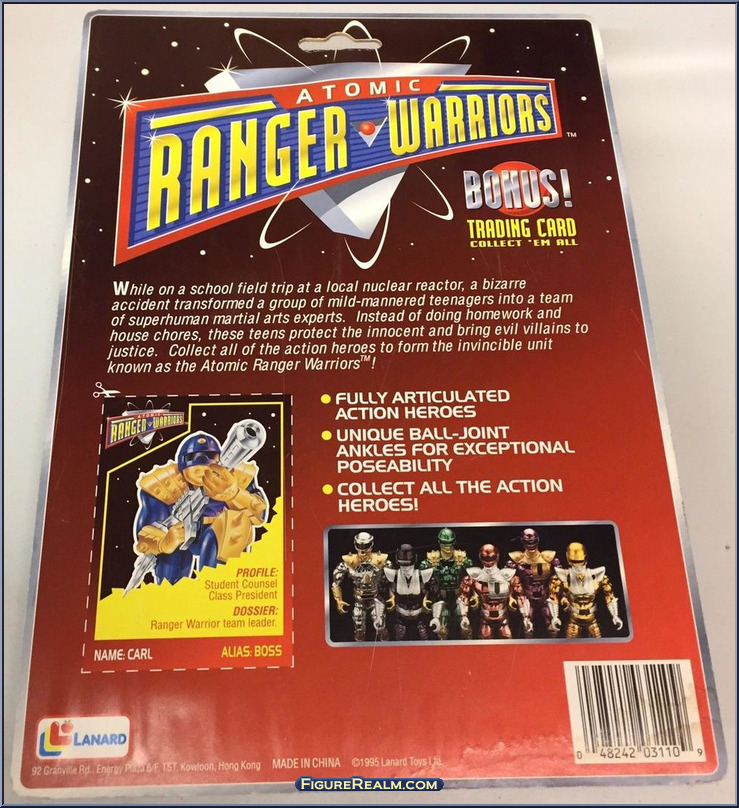 ATOMIC
RANGER WARRIORS™
BONUS!
TRADING CARD
COLLECT 'EM ALL
While on a school field trip at a local nuclear reactor, a bizarre
accident transformed a group of mild-mannered teenagers into a team
of superhuman martial arts experts. Instead of doing homework and
house chores, these teens protect the innocent and bring evil villains to
justice. Collect all of the action heroes to form the invincible unit
known as the Atomic Ranger Warriors™!
ATOMIC
RANGER WARRIORS
PROFILE:
Student Counsel
Class President
DOSSIER:
Ranger Warrior team leader.
NAME: CARL ALIAS: BOSS
• FULLY ARTICULATED
ACTION HEROES
• UNIQUE BALL-JOINT
ANKLES FOR EXCEPTIONAL
POSEABILITY
• COLLECT ALL THE ACTION
HEROES!
L LANARD
92 Granville Rd., Energy Plaza 6/F TST, Kowloon, Hong Kong MADE IN CHINA ©1995 Lanard Toys Ltd.
0 48242 03110 9
FIGUREREALM.COM